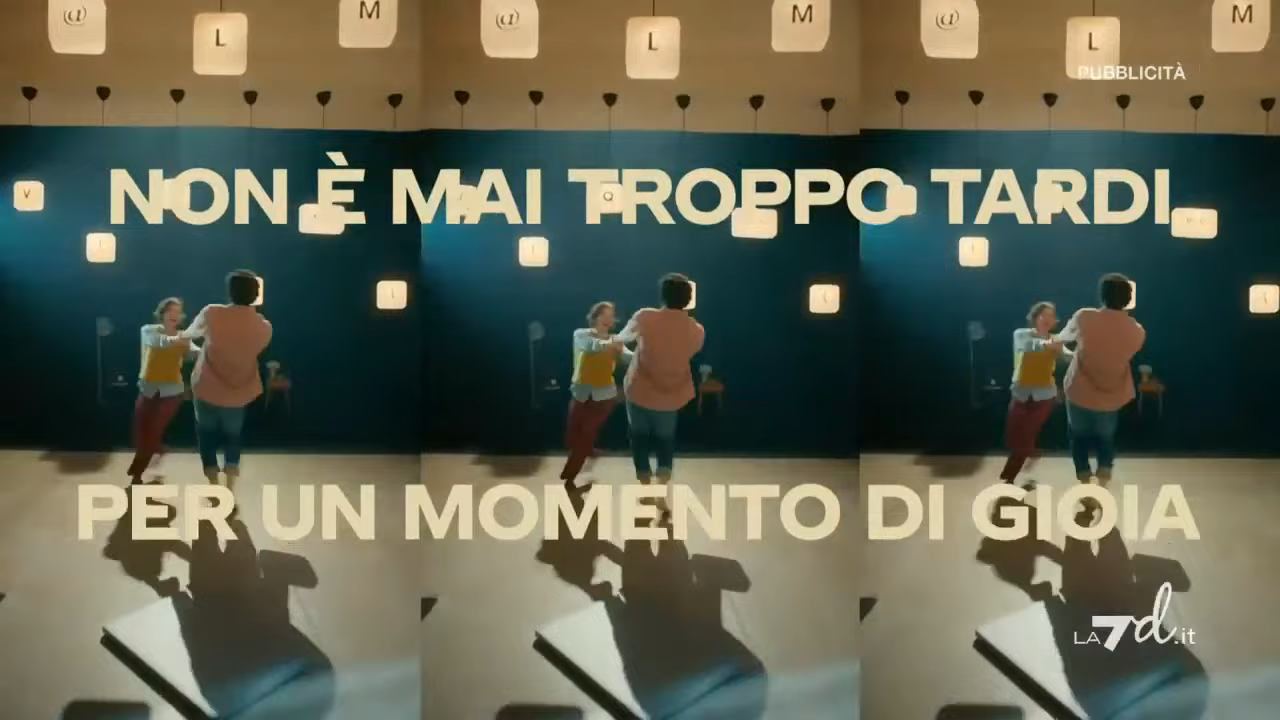 @ L M @ L M @ L M
PUBBLICITÀ
NON È MAI TROPPO TARDI
PER UN MOMENTO DI GIOIA
LA7d.it